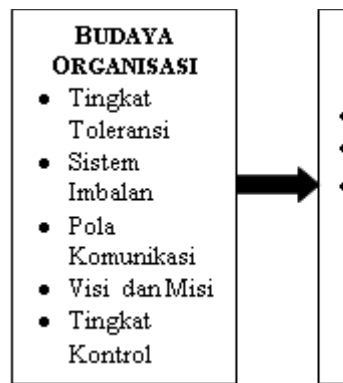 BUDAYA
ORGANISASI
• Tingkat
Toleransi
• Sistem
Imbalan
• Pola
Komunikasi
• Visi dan Misi
• Tingkat
Kontrol